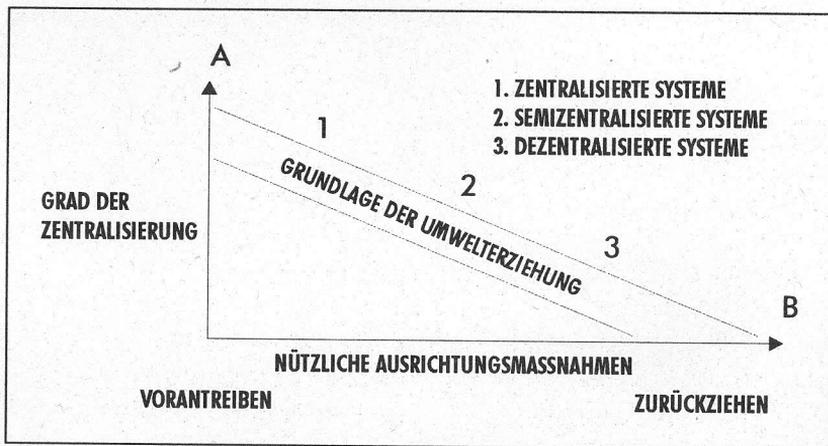 A
1. ZENTRALISIERTE SYSTEME
2. SEMIZENTRALISIERTE SYSTEME
3. DEZENTRALISIERTE SYSTEME
1
2
3
GRUNDLAGE DER UMWELTERZIEHUNG
GRAD DER
ZENTRALISIERUNG
B
NÜTZLICHE AUSRICHTUNGSMASSNAHMEN
VORANTREIBEN
ZURÜCKZIEHEN